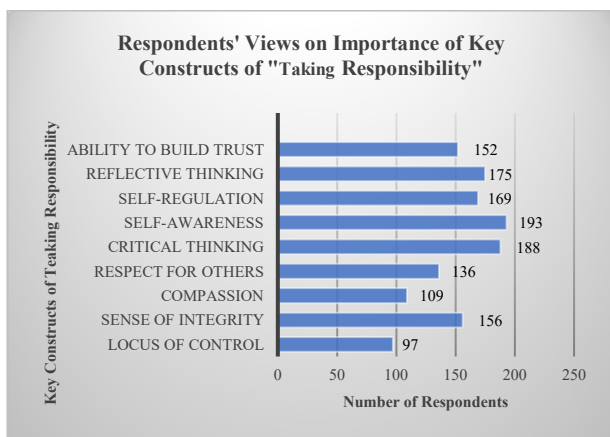 Respondents' Views on Importance of Key
Constructs of "Taking Responsibility"
Key Constructs of Teaking Responsibility
ABILITY TO BUILD TRUST 152
REFLECTIVE THINKING 175
SELF-REGULATION 169
SELF-AWARENESS 193
CRITICAL THINKING 188
RESPECT FOR OTHERS 136
COMPASSION 109
SENSE OF INTEGRITY 156
LOCUS OF CONTROL 97
0 50 100 150 200 250
Number of Respondents